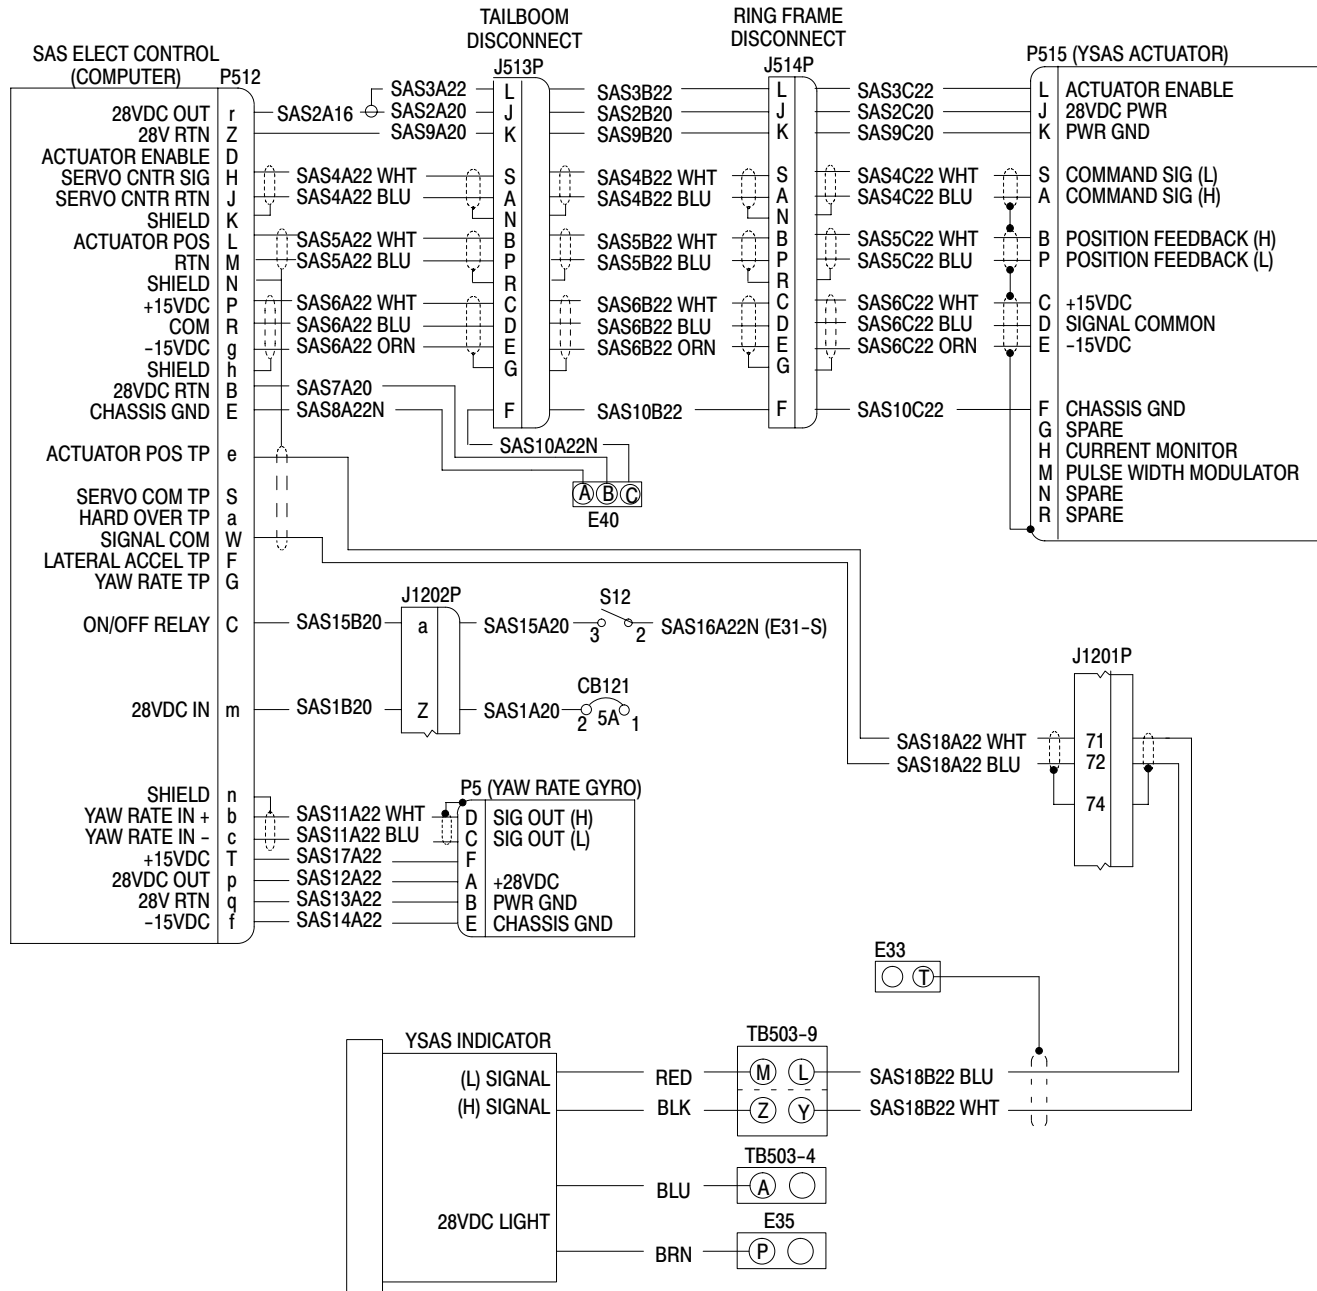 TAILBOOM
DISCONNECT
RING FRAME
DISCONNECT
SAS ELECT CONTROL
(COMPUTER) P512
J513P
J514P
P515 (YSAS ACTUATOR)
28VDC OUT r SAS2A16 SAS3A22 L SAS3B22 L SAS3C22 L ACTUATOR ENABLE
SAS2A20 J SAS2B20 J SAS2C20 J 28VDC PWR
28V RTN Z SAS9A20 K SAS9B20 K SAS9C20 K PWR GND
ACTUATOR ENABLE D
SERVO CNTR SIG H SAS4A22 WHT S SAS4B22 WHT S SAS4C22 WHT S COMMAND SIG (L)
SERVO CNTR RTN J SAS4A22 BLU A SAS4B22 BLU A SAS4C22 BLU A COMMAND SIG (H)
SHIELD K N N
ACTUATOR POS L SAS5A22 WHT B SAS5B22 WHT B SAS5C22 WHT B POSITION FEEDBACK (H)
RTN M SAS5A22 BLU P SAS5B22 BLU P SAS5C22 BLU P POSITION FEEDBACK (L)
SHIELD N R R
+15VDC P SAS6A22 WHT C SAS6B22 WHT C SAS6C22 WHT C +15VDC
COM R SAS6A22 BLU D SAS6B22 BLU D SAS6C22 BLU D SIGNAL COMMON
-15VDC g SAS6A22 ORN E SAS6B22 ORN E SAS6C22 ORN E -15VDC
SHIELD h G G
28VDC RTN B SAS7A20
CHASSIS GND E SAS8A22N F SAS10B22 F SAS10C22 F CHASSIS GND
G SPARE
SAS10A22N
H CURRENT MONITOR
M PULSE WIDTH MODULATOR
N SPARE
R SPARE
ACTUATOR POS TP e
A B C
E40
SERVO COM TP S
HARD OVER TP a
SIGNAL COM W
LATERAL ACCEL TP F
YAW RATE TP G
J1202P
S12
ON/OFF RELAY C SAS15B20 a SAS15A20 3 2 SAS16A22N (E31-S)
J1201P
CB121
28VDC IN m SAS1B20 Z SAS1A20 2 5A 1
SAS18A22 WHT 71
SAS18A22 BLU 72
74
P5 (YAW RATE GYRO)
SHIELD n
YAW RATE IN + b SAS11A22 WHT D SIG OUT (H)
YAW RATE IN - c SAS11A22 BLU C SIG OUT (L)
+15VDC T SAS17A22 F
28VDC OUT p SAS12A22 A +28VDC
28V RTN q SAS13A22 B PWR GND
-15VDC f SAS14A22 E CHASSIS GND
E33
T
YSAS INDICATOR
TB503-9
(L) SIGNAL RED M L SAS18B22 BLU
(H) SIGNAL BLK Z Y SAS18B22 WHT
TB503-4
BLU A
28VDC LIGHT
E35
BRN P